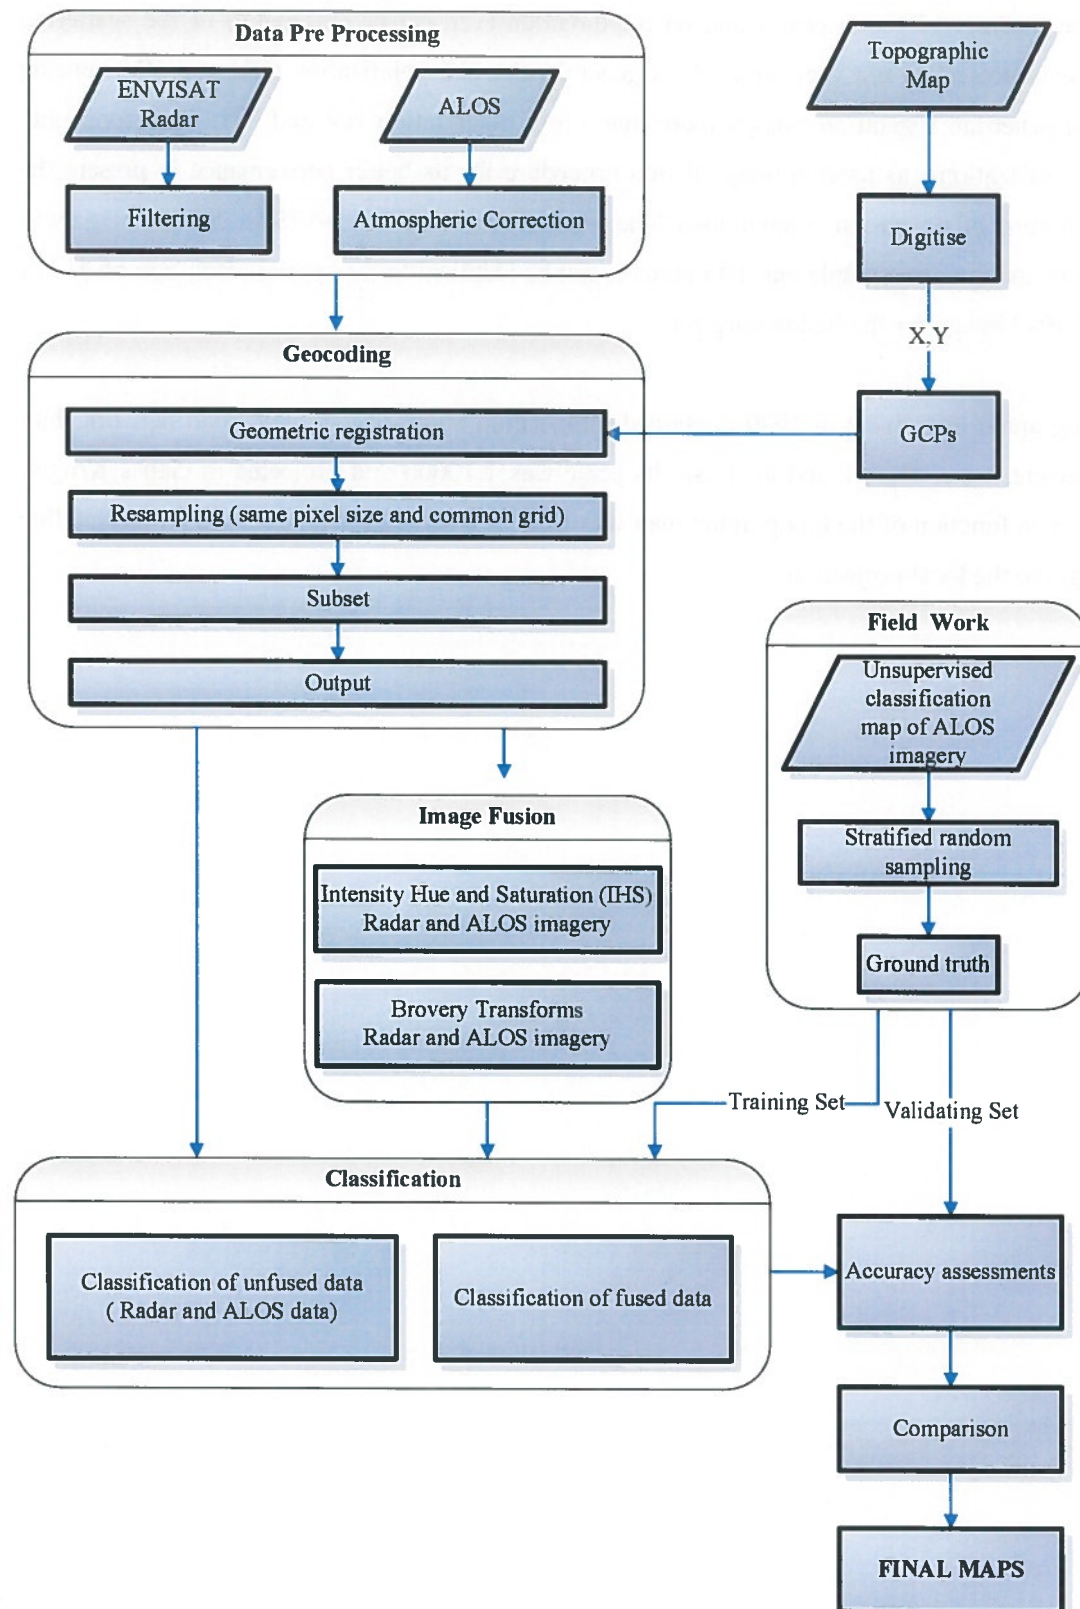 Data Pre Processing
ENVISAT
Radar
ALOS
Filtering
Atmospheric Correction
Topographic
Map
Digitise
X,Y
GCPs
Geocoding
Geometric registration
Resampling (same pixel size and common grid)
Subset
Output
Field Work
Unsupervised
classification
map of ALOS
imagery
Stratified random
sampling
Ground truth
Image Fusion
Intensity Hue and Saturation (IHS)
Radar and ALOS imagery
Brovery Transforms
Radar and ALOS imagery
Training Set
Validating Set
Classification
Classification of unfused data
( Radar and ALOS data)
Classification of fused data
Accuracy assessments
Comparison
FINAL MAPS